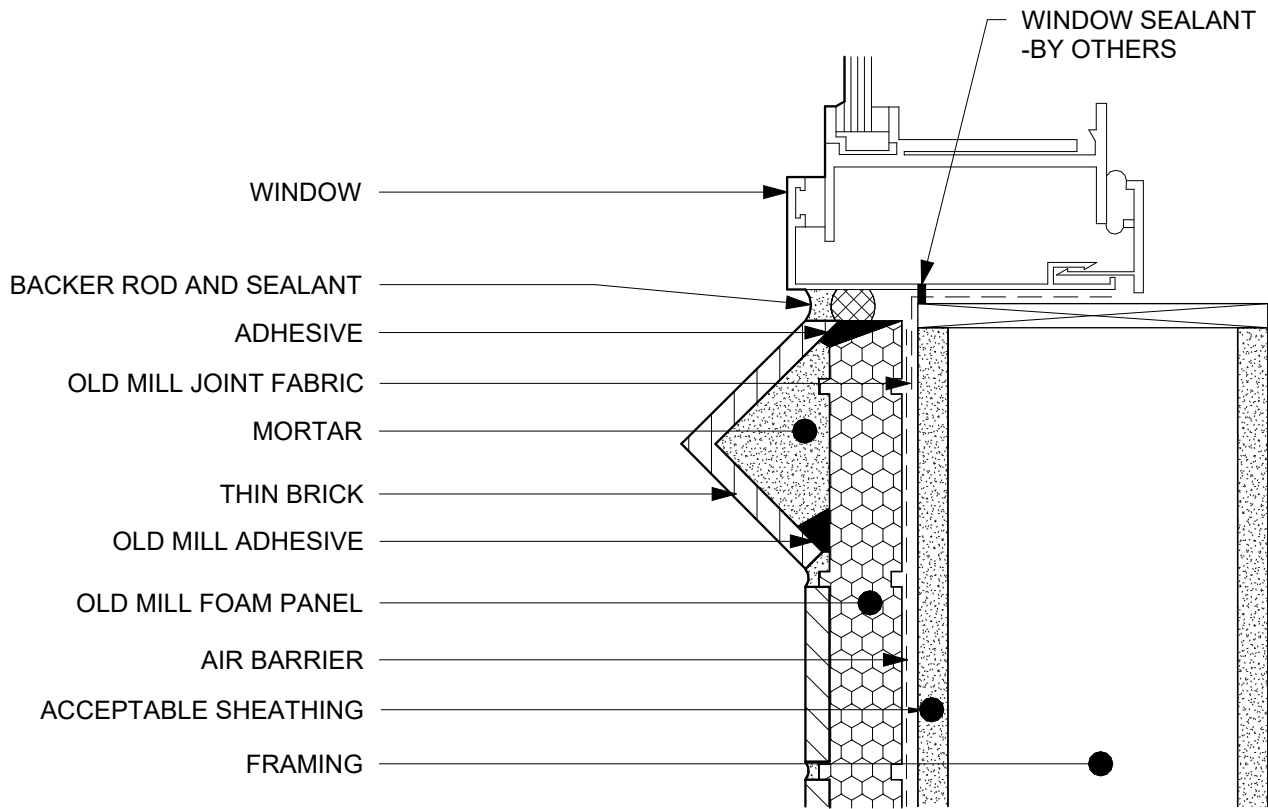 WINDOW SEALANT
-BY OTHERS
WINDOW
BACKER ROD AND SEALANT
ADHESIVE
OLD MILL JOINT FABRIC
MORTAR
THIN BRICK
OLD MILL ADHESIVE
OLD MILL FOAM PANEL
AIR BARRIER
ACCEPTABLE SHEATHING
FRAMING